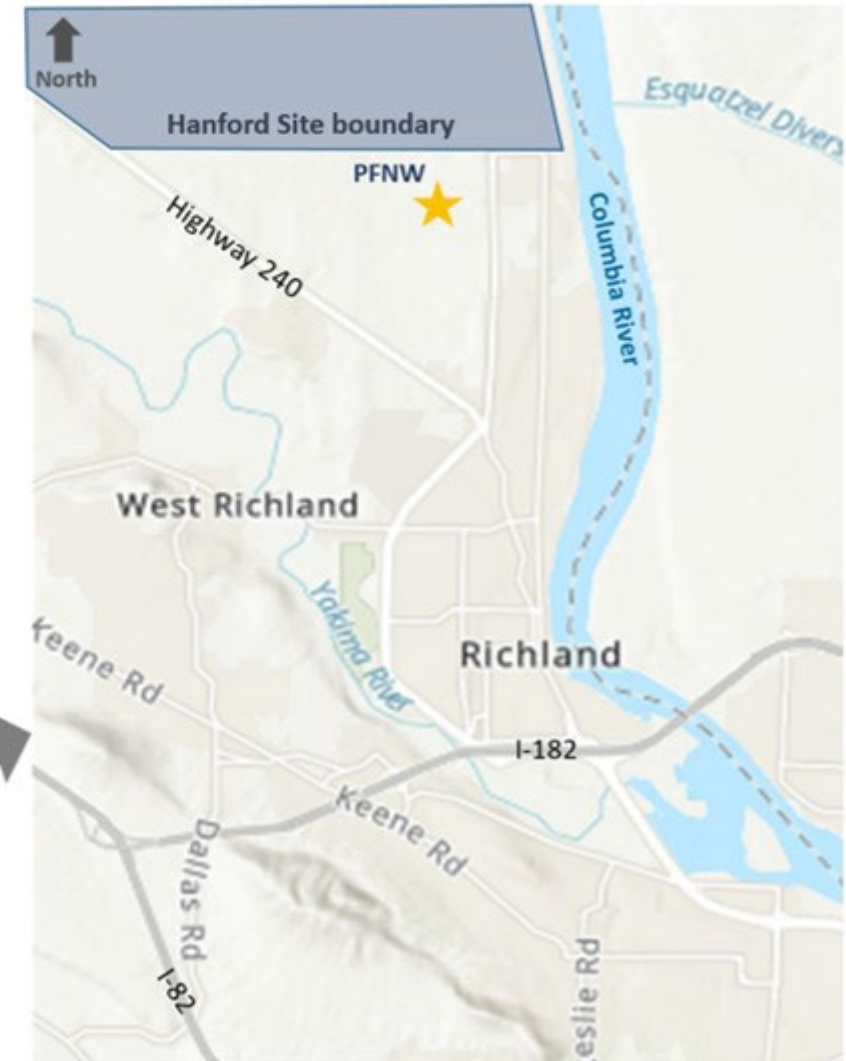 North
Hanford Site boundary
PFNW
Esquatzel Divers
Highway 240
Columbia River
West Richland
Yakima River
Keene Rd
Richland
I-182
Keene Rd
Dallas Rd
I-82
eslie Rd